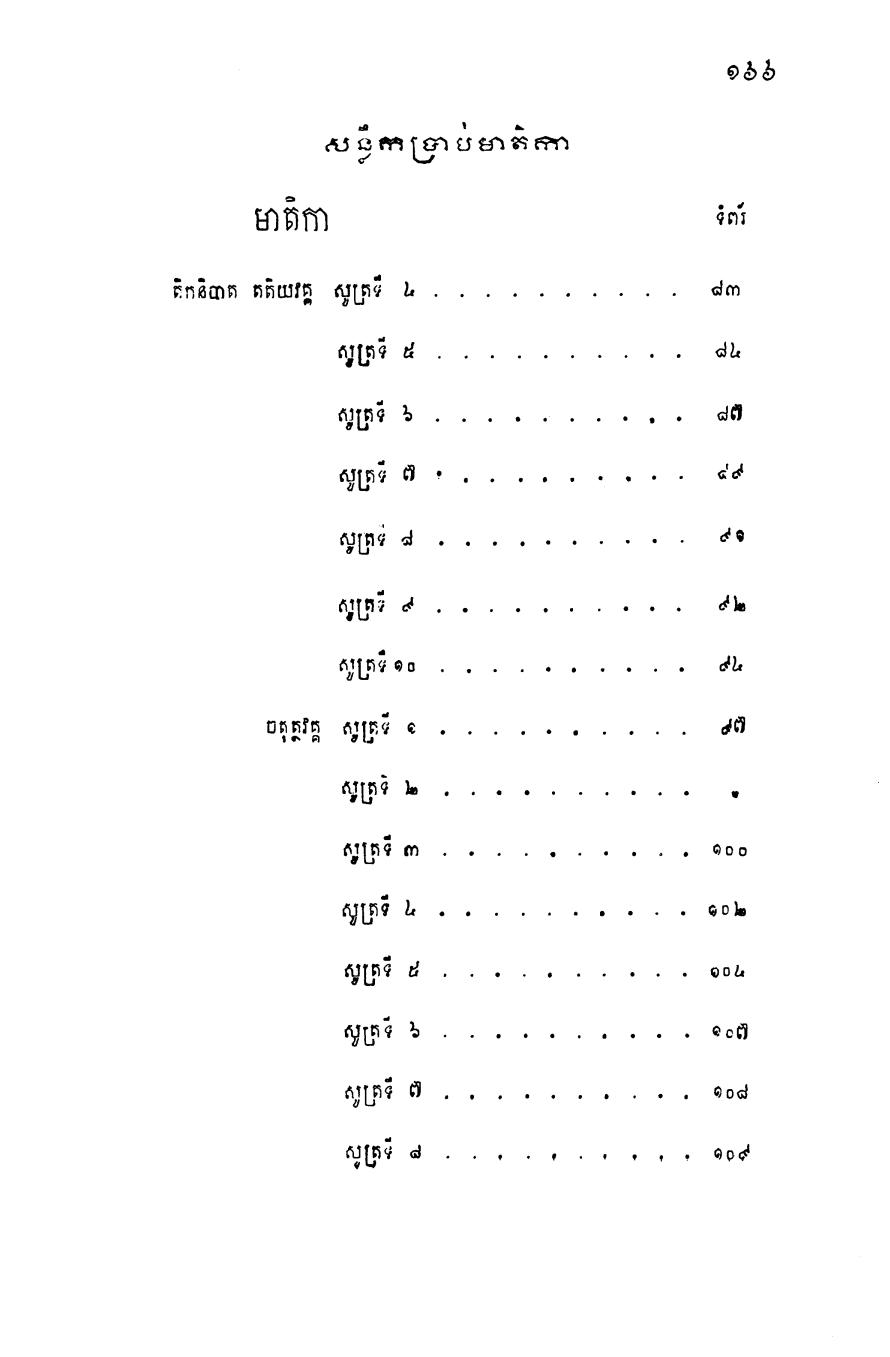 ១៦៦
សន្លឹកប្រាប់មាតិកា
មាតិកា ទំព័រ
តិកនិបាត តតិយវគ្គ សូត្រទី ៤ . . . . . . . . . . ៨៣
សូត្រទី ៥ . . . . . . . . . . ៨៤
សូត្រទី ៦ . . . . . . . . . . ៨៧
សូត្រទី ៧ . . . . . . . . . . ៨៩
សូត្រទី ៨ . . . . . . . . . . ៩១
សូត្រទី ៩ . . . . . . . . . . ៩២
សូត្រទី ១០ . . . . . . . . . . ៩៤
ចតុត្ថវគ្គ សូត្រទី ១ . . . . . . . . . . ៩៧
សូត្រទី ២ . . . . . . . . . . .
សូត្រទី ៣ . . . . . . . . . . ១០០
សូត្រទី ៤ . . . . . . . . . . ១០២
សូត្រទី ៥ . . . . . . . . . . ១០៤
សូត្រទី ៦ . . . . . . . . . . ១០៧
សូត្រទី ៧ . . . . . . . . . . ១០៨
សូត្រទី ៨ . . . . . . . . . . ១០៩